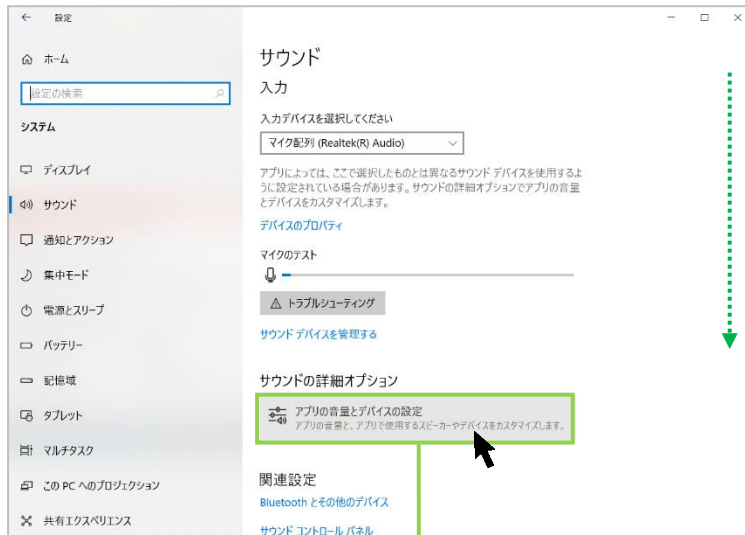 設定
ホーム
設定の検索
システム
ディスプレイ
サウンド
通知とアクション
集中モード
電源とスリープ
バッテリー
記憶域
タブレット
マルチタスク
この PC へのプロジェクション
共有エクスペリエンス
サウンド
入力
入力デバイスを選択してください
マイク配列 (Realtek(R) Audio)
アプリによっては、ここで選択したものとは異なるサウンド デバイスを使用するよ
うに設定されている場合があります。サウンドの詳細オプションでアプリの音量
とデバイスをカスタマイズします。
デバイスのプロパティ
マイクのテスト
トラブルシューティング
サウンド デバイスを管理する
サウンドの詳細オプション
アプリの音量とデバイスの設定
アプリの音量と、アプリで使用するスピーカーやデバイスをカスタマイズします。
関連設定
Bluetooth とその他のデバイス
サウンド コントロール パネル